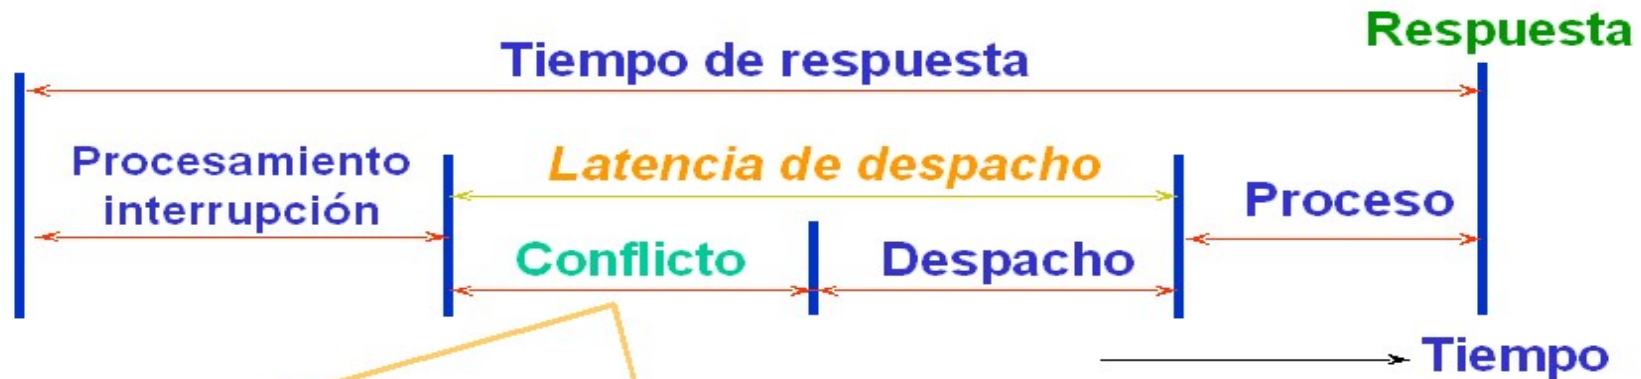 Respuesta
Tiempo de respuesta
Procesamiento
interrupción
Latencia de despacho
Proceso
Conflicto
Despacho
Tiempo